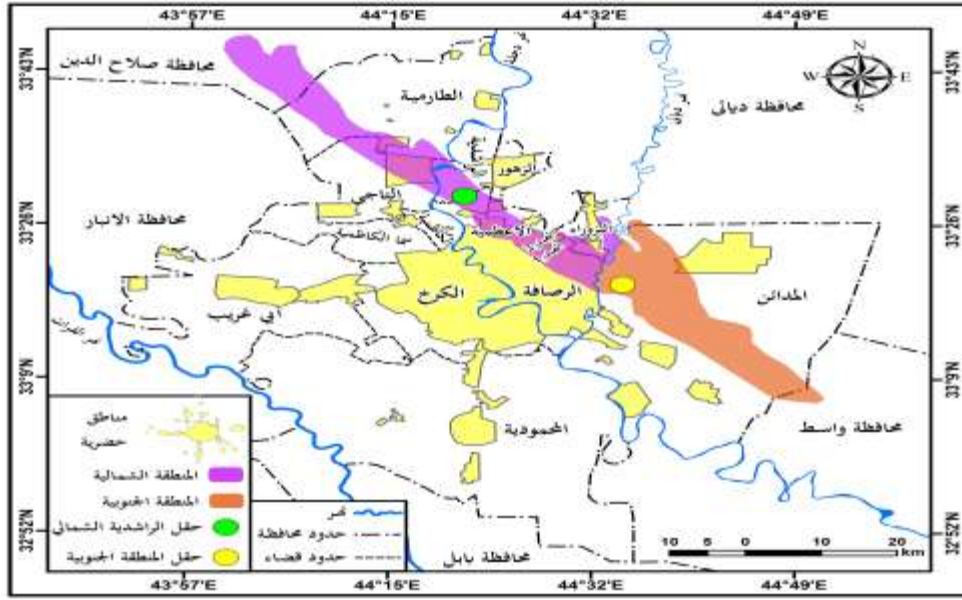 43°57'E 44°15'E 44°32'E 44°49'E
33°43'N 33°43'N
محافظة صلاح الدين
N
W E
S
الطارمية
محافظة ديالى
الزهور
التاجي
33°26'N 33°26'N
محافظة الانبار
الاعظمية
الكاظمية
المدائن
الرصافة
الكرخ
أبي غريب
33°9'N 33°9'N
محافظة واسط
المحمودية
مناطق
حضرية
المنطقة الشمالية
المنطقة الجنوبية
حقل الراشدية الشمالي
حقل المنطقة الجنوبية
نهر
حدود محافظة
حدود قضاء
محافظة بابل
32°52'N 32°52'N
10 5 0 10 20
km
43°57'E 44°15'E 44°32'E 44°49'E